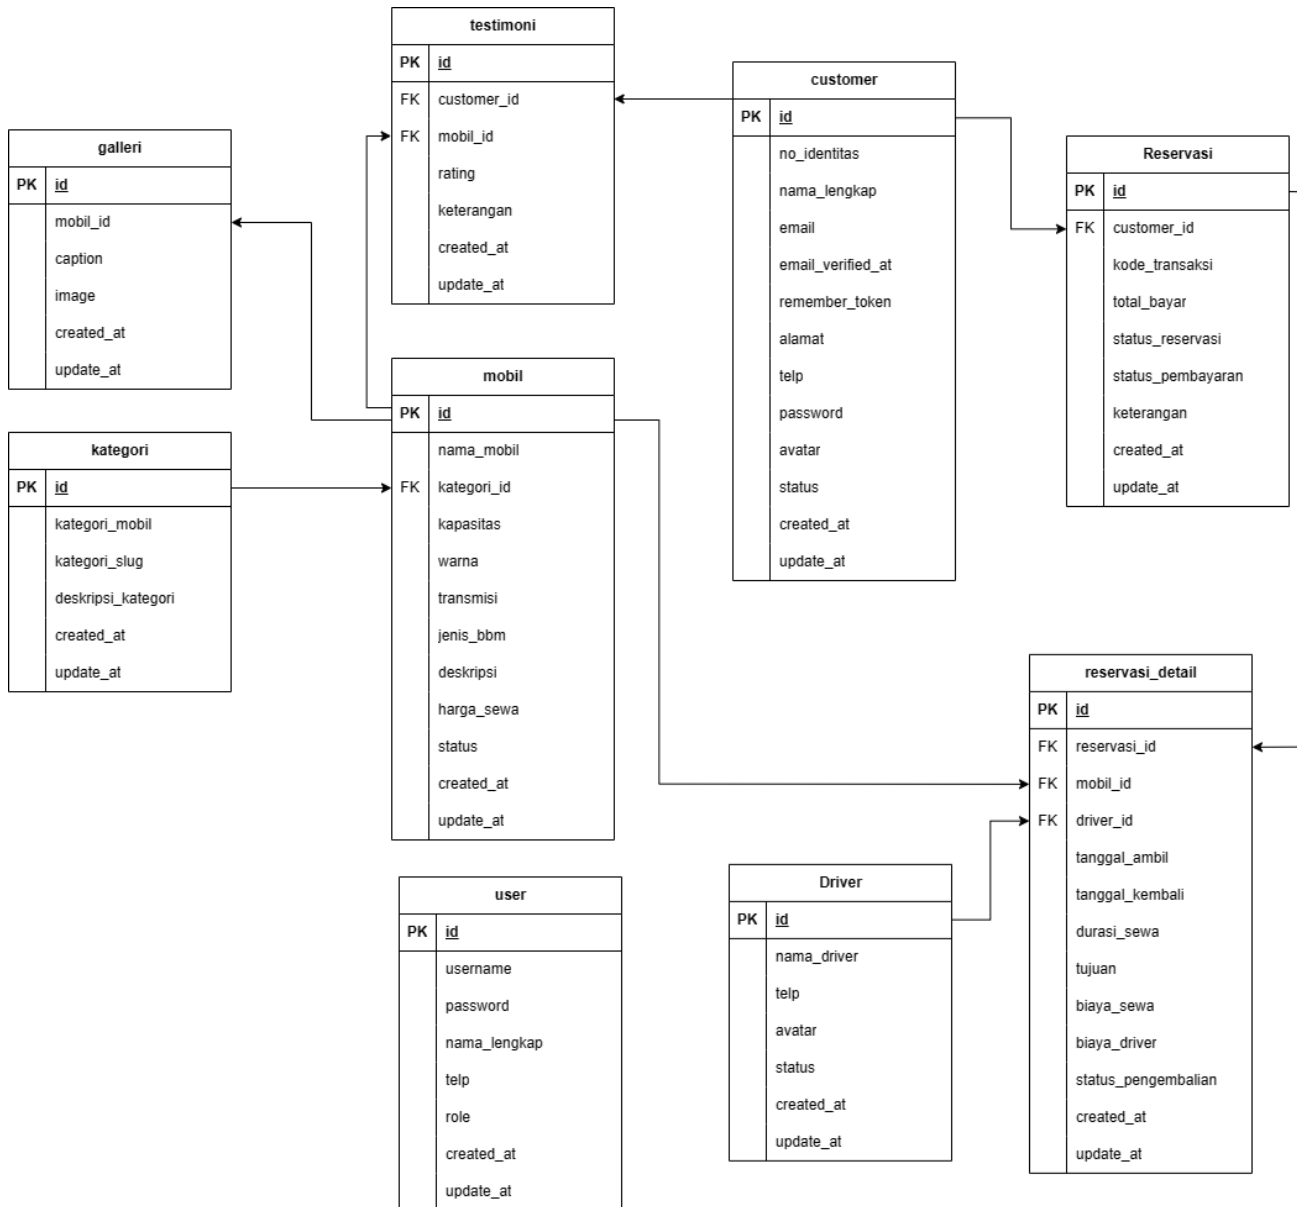 testimoni
PK id
FK customer_id
FK mobil_id
rating
keterangan
created_at
update_at
customer
PK id
no_identitas
nama_lengkap
email
email_verified_at
remember_token
alamat
telp
password
avatar
status
created_at
update_at
galleri
PK id
mobil_id
caption
image
created_at
update_at
Reservasi
PK id
FK customer_id
kode_transaksi
total_bayar
status_reservasi
status_pembayaran
keterangan
created_at
update_at
mobil
PK id
nama_mobil
FK kategori_id
kapasitas
warna
transmisi
jenis_bbm
deskripsi
harga_sewa
status
created_at
update_at
kategori
PK id
kategori_mobil
kategori_slug
deskripsi_kategori
created_at
update_at
reservasi_detail
PK id
FK reservasi_id
FK mobil_id
FK driver_id
tanggal_ambil
tanggal_kembali
durasi_sewa
tujuan
biaya_sewa
biaya_driver
status_pengembalian
created_at
update_at
user
PK id
username
password
nama_lengkap
telp
role
created_at
update_at
Driver
PK id
nama_driver
telp
avatar
status
created_at
update_at